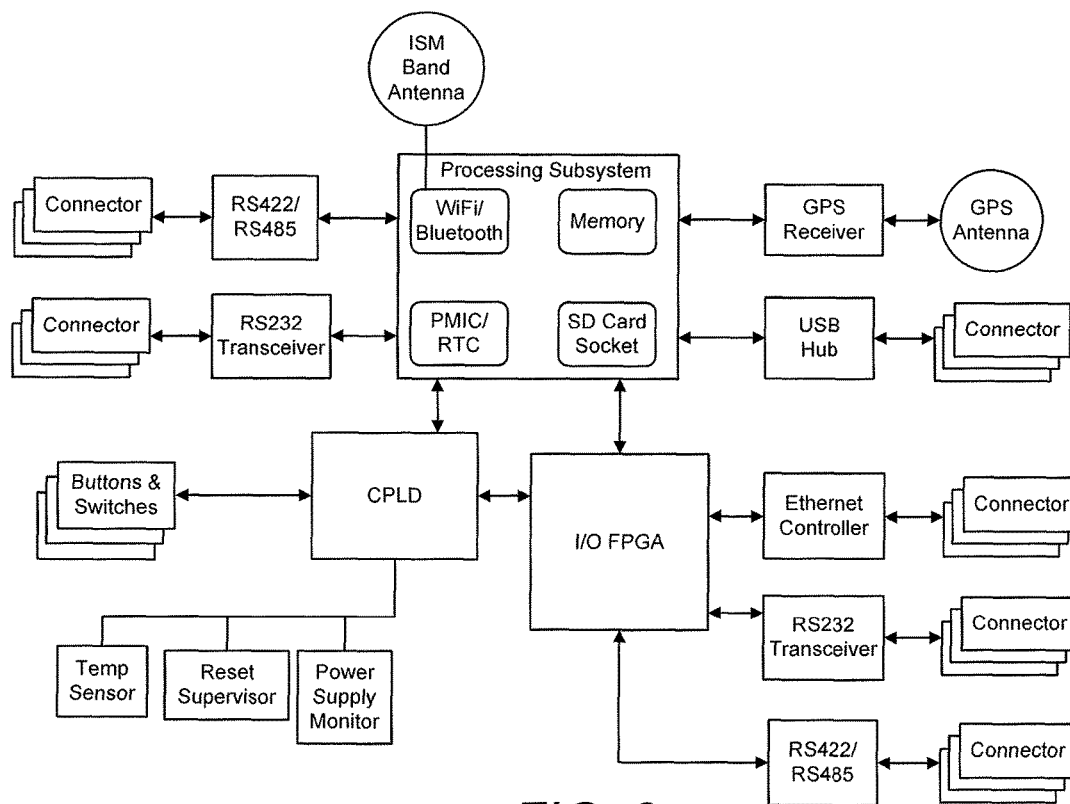 ISM
Band
Antenna
Processing Subsystem
Connector
RS422/
RS485
WiFi/
Bluetooth
Memory
GPS
Receiver
GPS
Antenna
Connector
RS232
Transceiver
PMIC/
RTC
SD Card
Socket
USB
Hub
Connector
Buttons &
Switches
CPLD
I/O FPGA
Ethernet
Controller
Connector
RS232
Transceiver
Connector
Temp
Sensor
Reset
Supervisor
Power
Supply
Monitor
RS422/
RS485
Connector